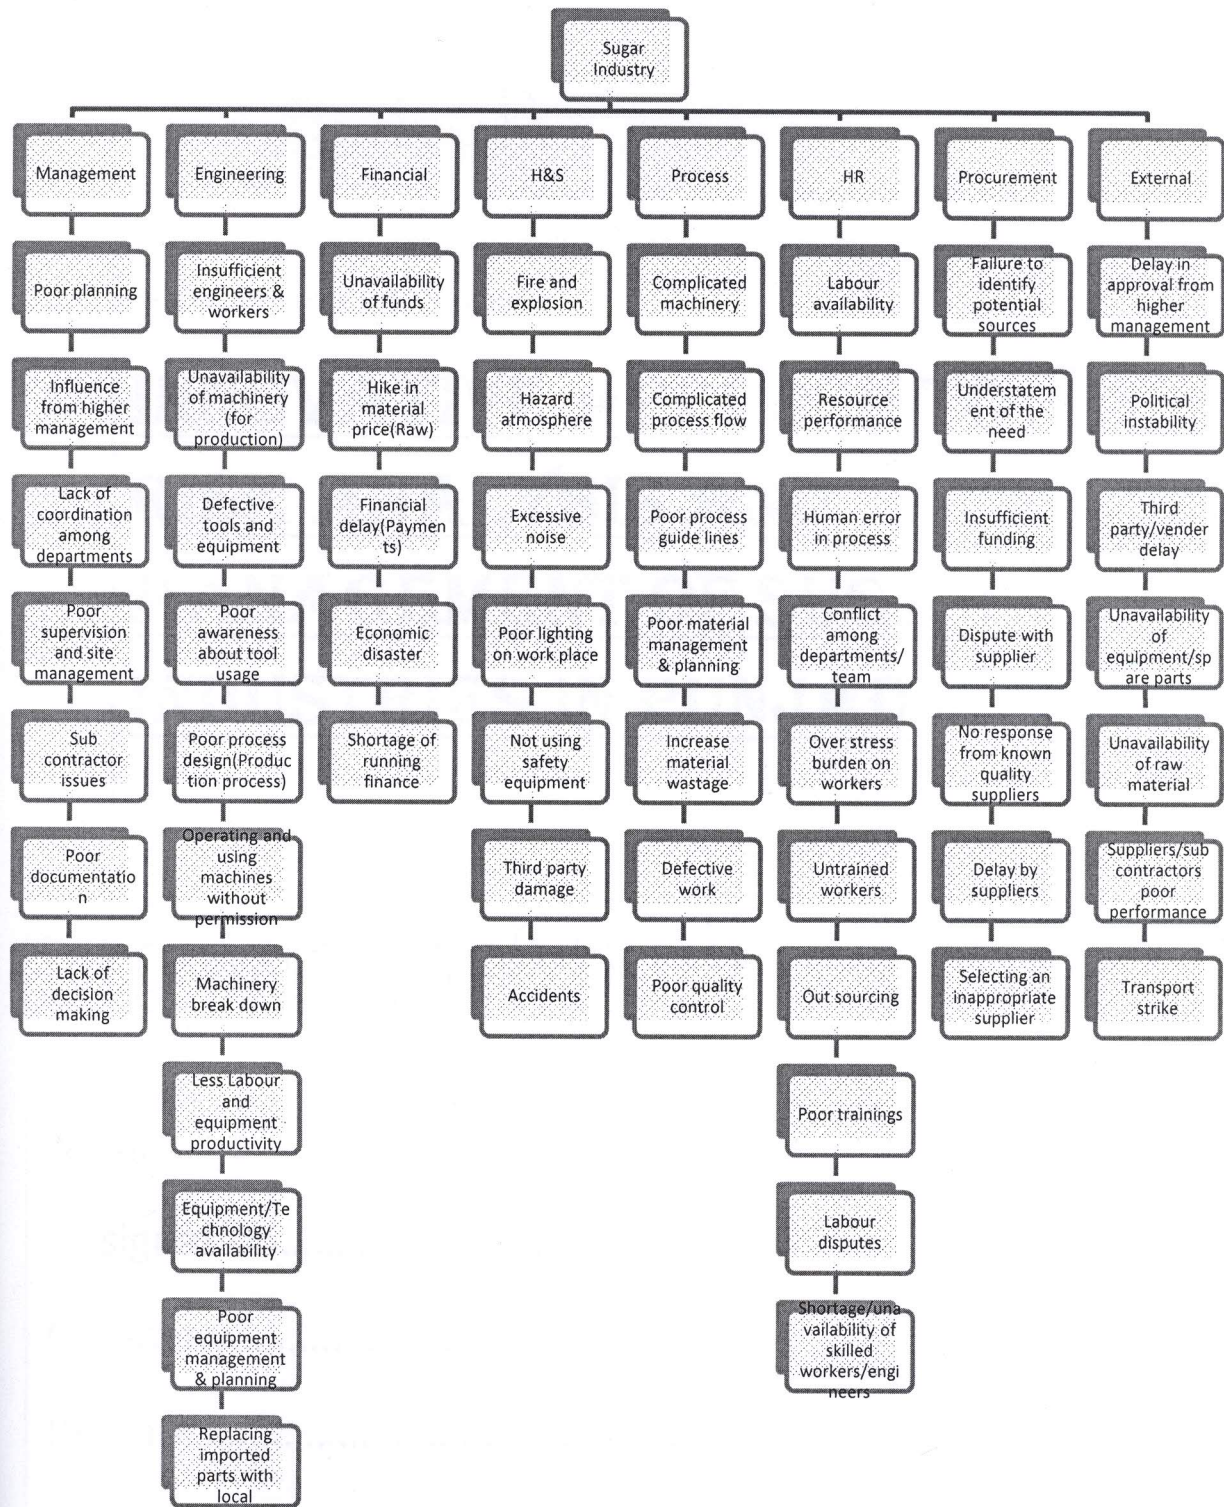 Sugar
Industry
Management
Engineering
Financial
H&S
Process
HR
Procurement
External
Poor planning
Influence
from higher
management
Lack of
coordination
among
departments
Poor
supervision
and site
management
Sub
contractor
issues
Poor
documentatio
n
Lack of
decision
making
Insufficient
engineers &
workers
Unavailability
of machinery
(for
production)
Defective
tools and
equipment
Poor
awareness
about tool
usage
Poor process
design(Produc
tion process)
Operating and
using
machines
without
permission
Machinery
break down
Less Labour
and
equipment
productivity
Equipment/Te
chnology
availability
Poor
equipment
management
& planning
Replacing
imported
parts with
local
Unavailability
of funds
Hike in
material
price(Raw)
Financial
delay(Payme
nts)
Economic
disaster
Shortage of
running
finance
Fire and
explosion
Hazard
atmosphere
Excessive
noise
Poor lighting
on work place
Not using
safety
equipment
Third party
damage
Accidents
Complicated
machinery
Complicated
process flow
Poor process
guide lines
Poor material
management
& planning
Increase
material
wastage
Defective
work
Poor quality
control
Labour
availability
Resource
performance
Human error
in process
Conflict
among
departments/
team
Over stress
burden on
workers
Untrained
workers
Out sourcing
Poor trainings
Labour
disputes
Shortage/una
vailability of
skilled
workers/engi
neers
Failure to
identify
potential
sources
Understatem
ent of the
need
Insufficient
funding
Dispute with
supplier
No response
from known
quality
suppliers
Delay by
suppliers
Selecting an
inappropriate
supplier
Delay in
approval from
higher
management
Political
instability
Third
party/vender
delay
Unavailability
of
equipment/sp
are parts
Unavailability
of raw
material
Suppliers/sub
contractors
poor
performance
Transport
strike